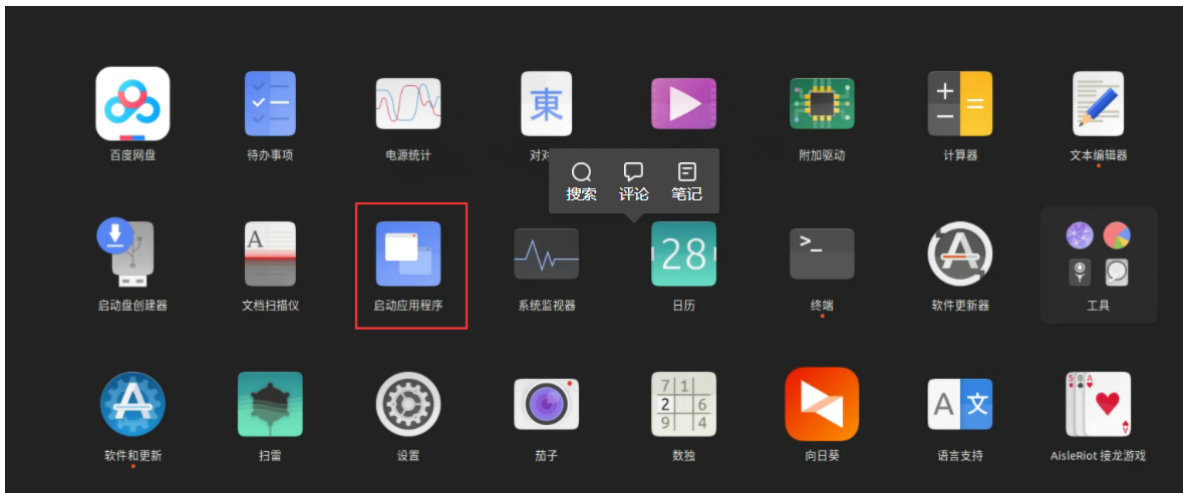 東
百度网盘
待办事项
电源统计
对对
附加驱动
计算器
文本编辑器
搜索
评论
笔记
A
28
>_
启动盘创建器
文档扫描仪
启动应用程序
系统监视器
日历
终端
软件更新器
工具
7 1
2 6
9 4
A 文
5 8 A
软件和更新
扫雷
设置
茄子
数独
向日葵
语言支持
AisleRiot 接龙游戏